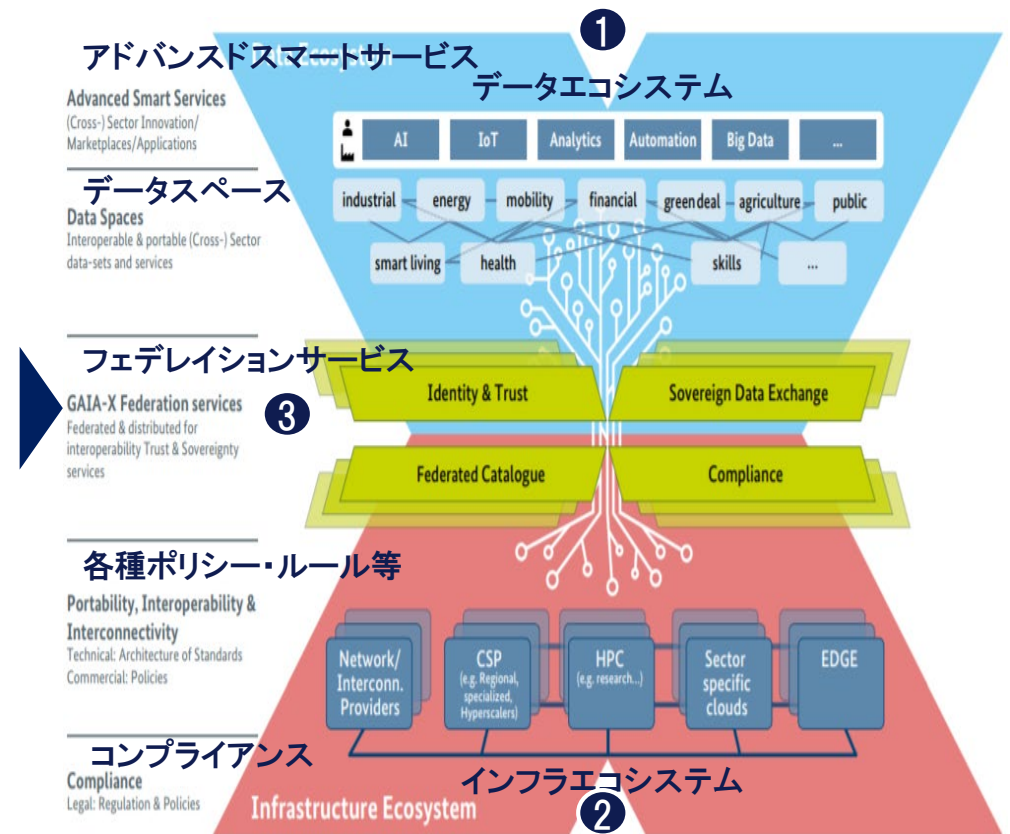 ❶
アドバンスドスマートサービス
Data Ecosystem
データエコシステム
Advanced Smart Services
(Cross-) Sector Innovation/
Marketplaces/Applications
AI
IoT
Analytics
Automation
Big Data
...
データスペース
Data Spaces
Interoperable & portable (Cross-) Sector
data-sets and services
industrial
energy
mobility
financial
green deal
agriculture
public
smart living
health
skills
...
フェデレイションサービス
GAIA-X Federation services
Federated & distributed for
interoperability Trust & Sovereignty
services
❸
Identity & Trust
Sovereign Data Exchange
Federated Catalogue
Compliance
各種ポリシー・ルール等
Portability, Interoperability &
Interconnectivity
Technical: Architecture of Standards
Commercial: Policies
Network/
Interconn.
Providers
CSP
(e.g. Regional,
specialized,
Hyperscalers)
HPC
(e.g. research...)
Sector
specific
clouds
EDGE
コンプライアンス
Compliance
Legal: Regulation & Policies
インフラエコシステム
Infrastructure Ecosystem
❷